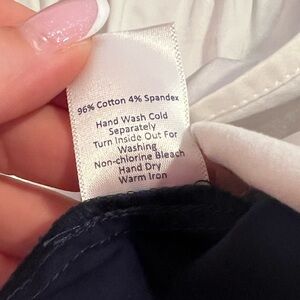 96% Cotton 4% Spandex
Hand Wash Cold
Separately
Turn Inside Out For
Washing
Non-chlorine Bleach
Hand Dry
Warm Iron